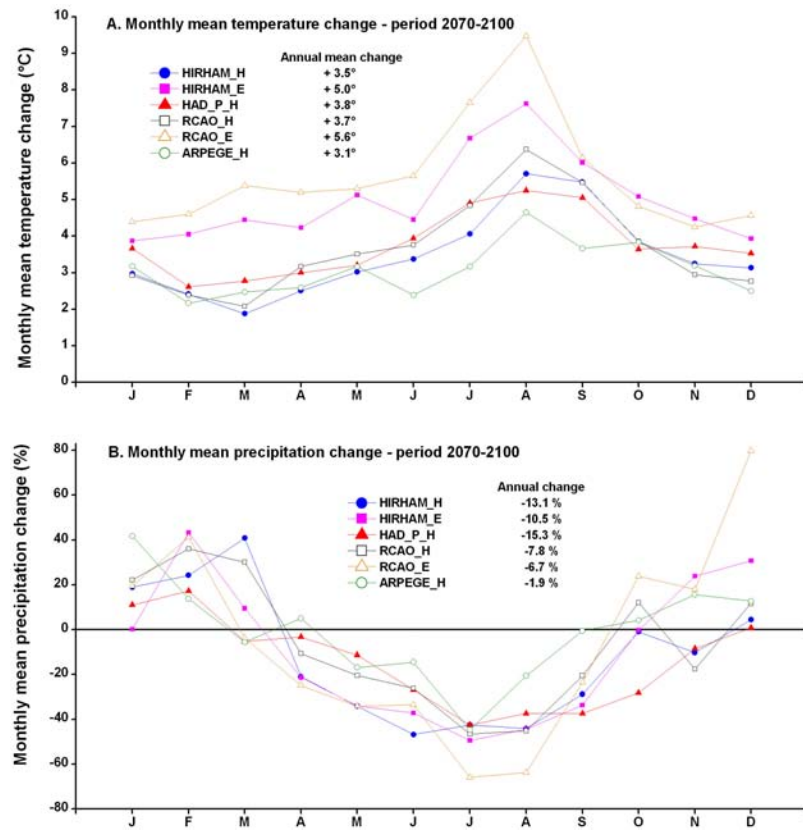 A. Monthly mean temperature change - period 2070-2100
Annual mean change
HIRHAM_H + 3.5°
HIRHAM_E + 5.0°
HAD_P_H + 3.8°
RCAO_H + 3.7°
RCAO_E + 5.6°
ARPEGE_H + 3.1°
Monthly mean temperature change (°C)
10
9
8
7
6
5
4
3
2
1
0
J F M A M J J A S O N D
B. Monthly mean precipitation change - period 2070-2100
Annual change
HIRHAM_H -13.1 %
HIRHAM_E -10.5 %
HAD_P_H -15.3 %
RCAO_H -7.8 %
RCAO_E -6.7 %
ARPEGE_H -1.9 %
Monthly mean precipitation change (%)
80
60
40
20
0
-20
-40
-60
-80
J F M A M J J A S O N D